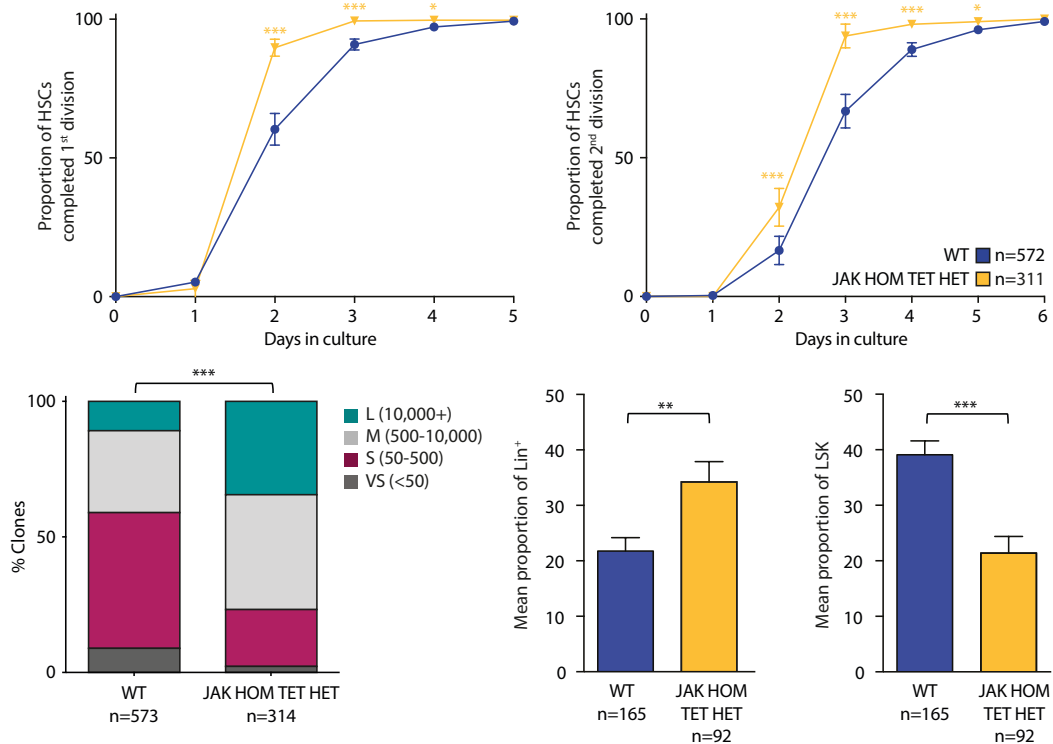 Proportion of HSCs
completed 1st division
100
50
0
***
***
*
0 1 2 3 4 5
Days in culture
Proportion of HSCs
completed 2nd division
100
50
0
***
***
***
*
WT n=572
JAK HOM TET HET n=311
0 1 2 3 4 5 6
Days in culture
% Clones
100
50
0
***
L (10,000+)
M (500-10,000)
S (50-500)
VS (<50)
WT
n=573
JAK HOM TET HET
n=314
Mean proportion of Lin+
50
40
30
20
10
0
**
WT
n=165
JAK HOM
TET HET
n=92
Mean proportion of LSK
50
40
30
20
10
0
***
WT
n=165
JAK HOM
TET HET
n=92